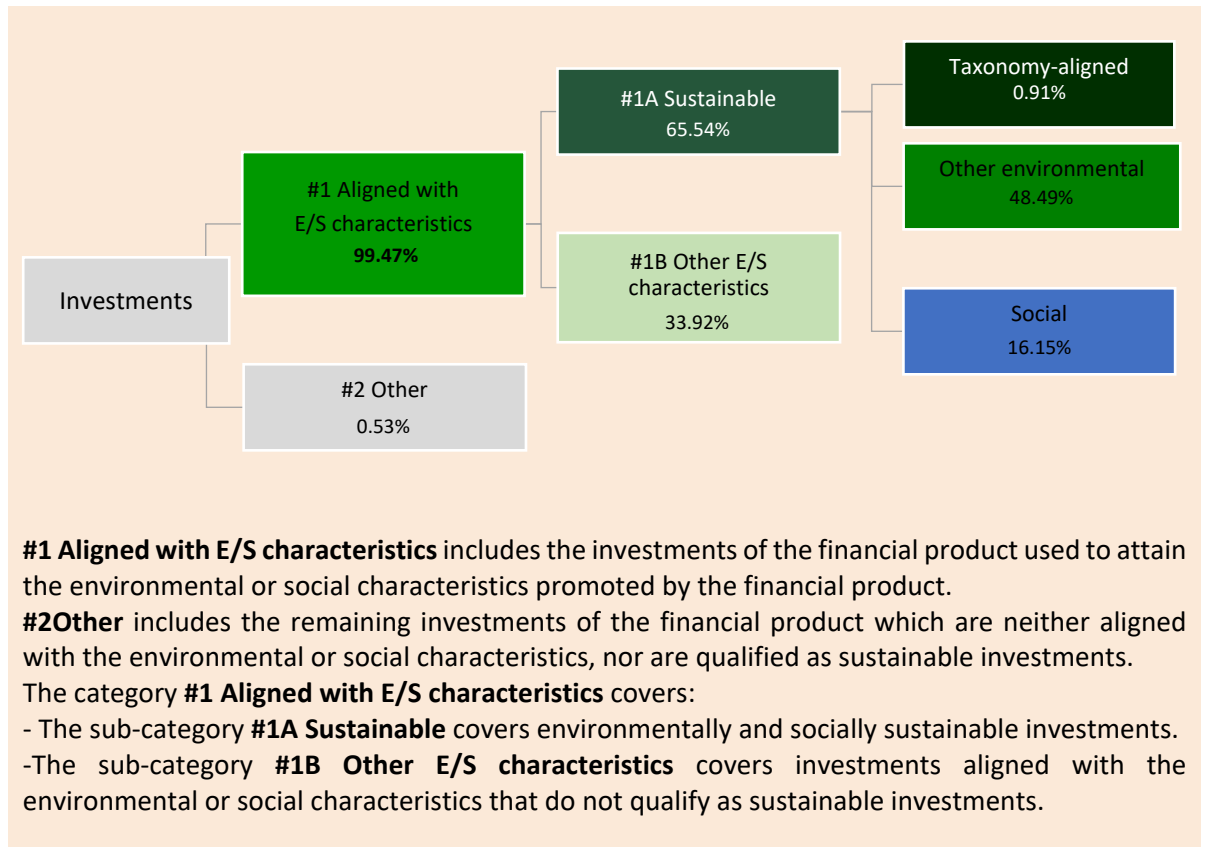 Investments
#1 Aligned with
E/S characteristics
99.47%
#2 Other
0.53%
#1A Sustainable
65.54%
#1B Other E/S
characteristics
33.92%
Taxonomy-aligned
0.91%
Other environmental
48.49%
Social
16.15%
#1 Aligned with E/S characteristics includes the investments of the financial product used to attain
the environmental or social characteristics promoted by the financial product.
#2Other includes the remaining investments of the financial product which are neither aligned
with the environmental or social characteristics, nor are qualified as sustainable investments.
The category #1 Aligned with E/S characteristics covers:
- The sub-category #1A Sustainable covers environmentally and socially sustainable investments.
-The sub-category #1B Other E/S characteristics covers investments aligned with the
environmental or social characteristics that do not qualify as sustainable investments.